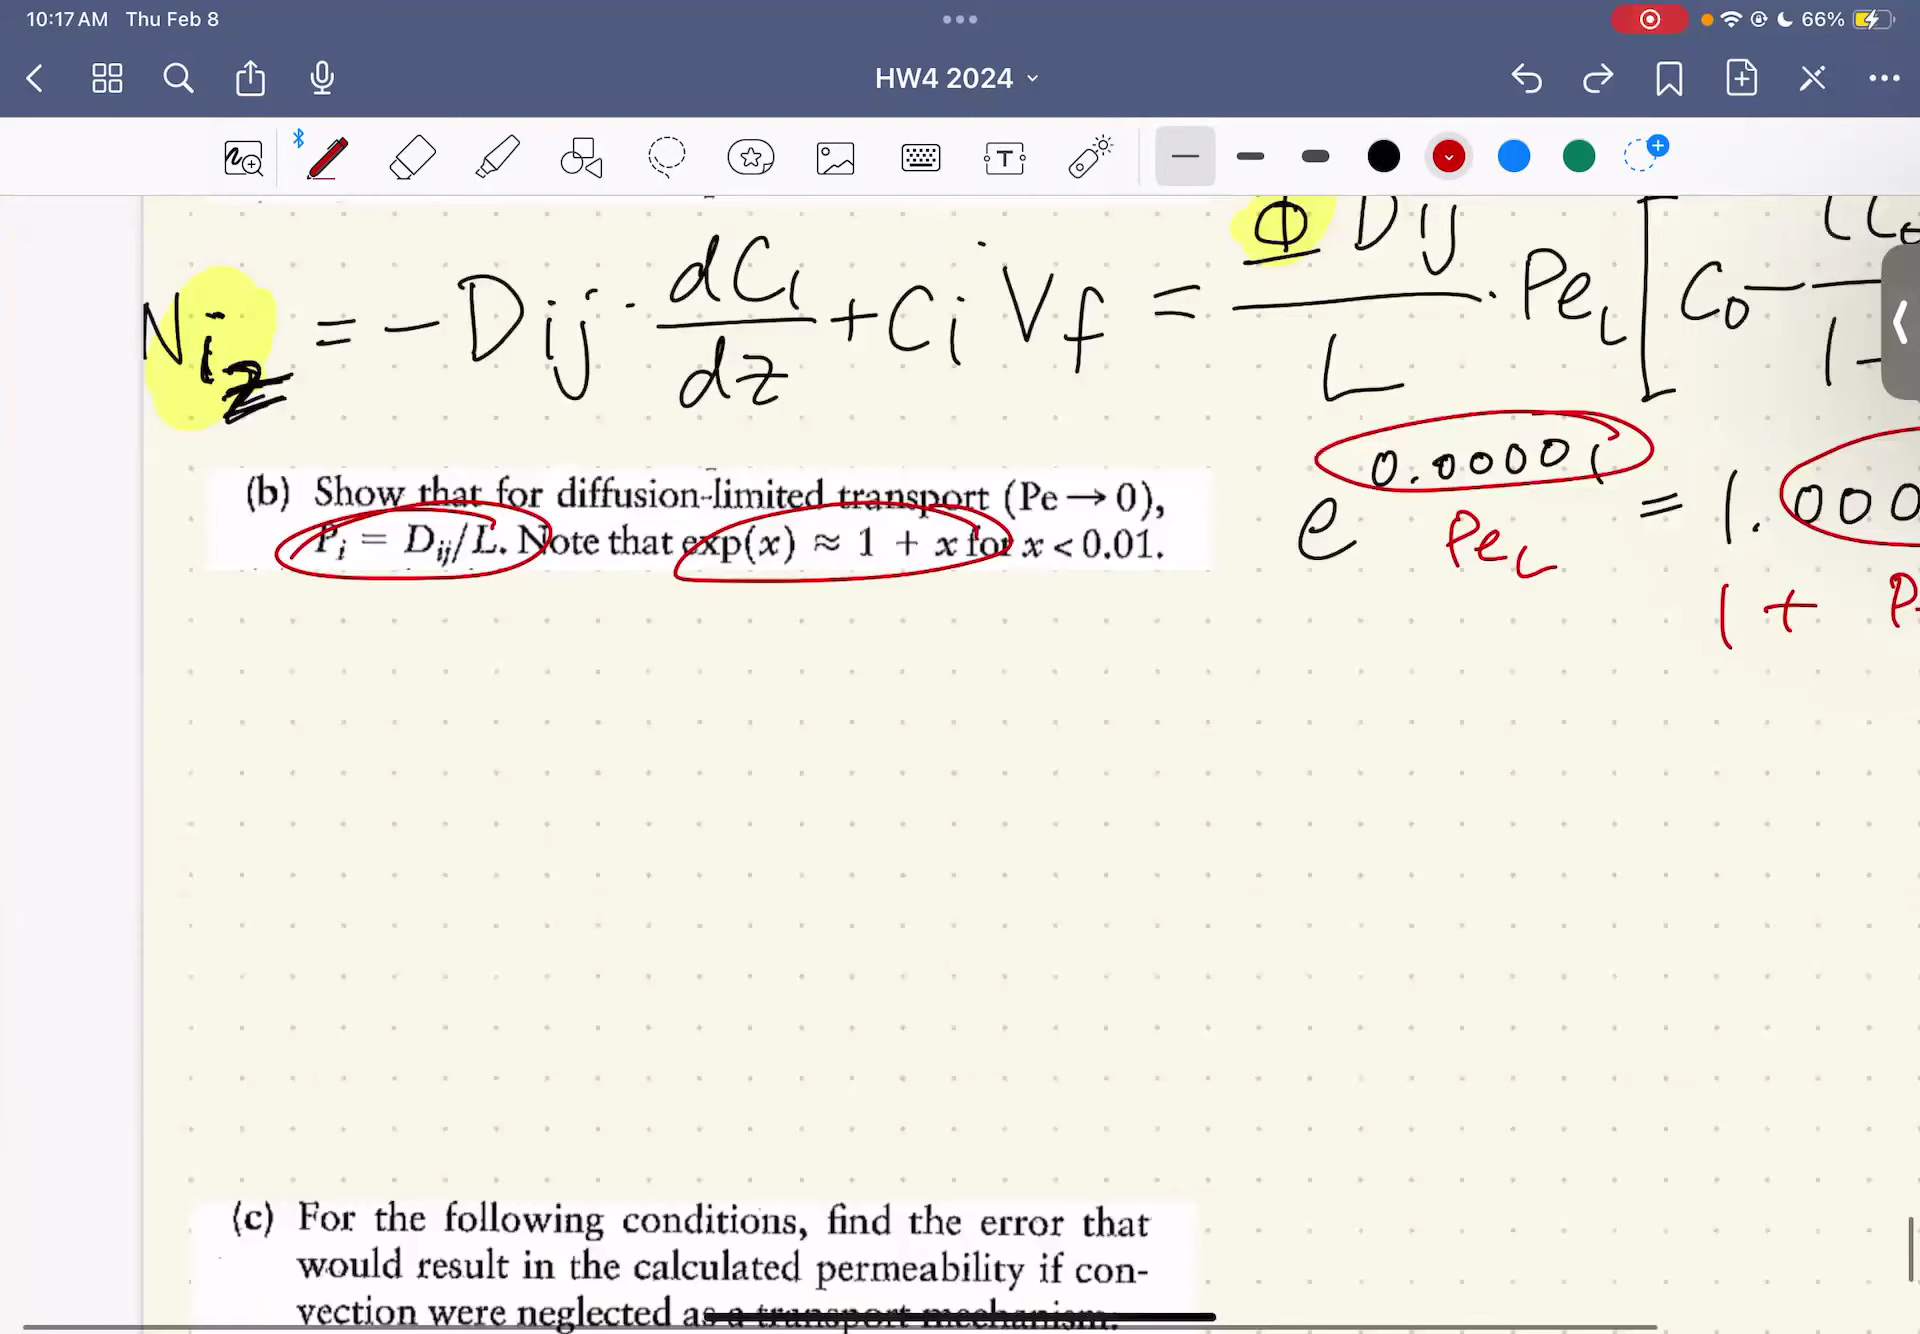 10:17 AM Thu Feb 8
66%
HW4 2024
Φ Dij
Niz = -Dij · dCi/dz + Ci Vf = ΦDij/L · PeL [C0 -
(b) Show that for diffusion-limited transport (Pe → 0),
Pi = Dij/L. Note that exp(x) ≈ 1 + x for x < 0.01.
e 0.00001 = 1.000
PeL
1 + P
(c) For the following conditions, find the error that
would result in the calculated permeability if con-
vection were neglected as a transport mechanism.